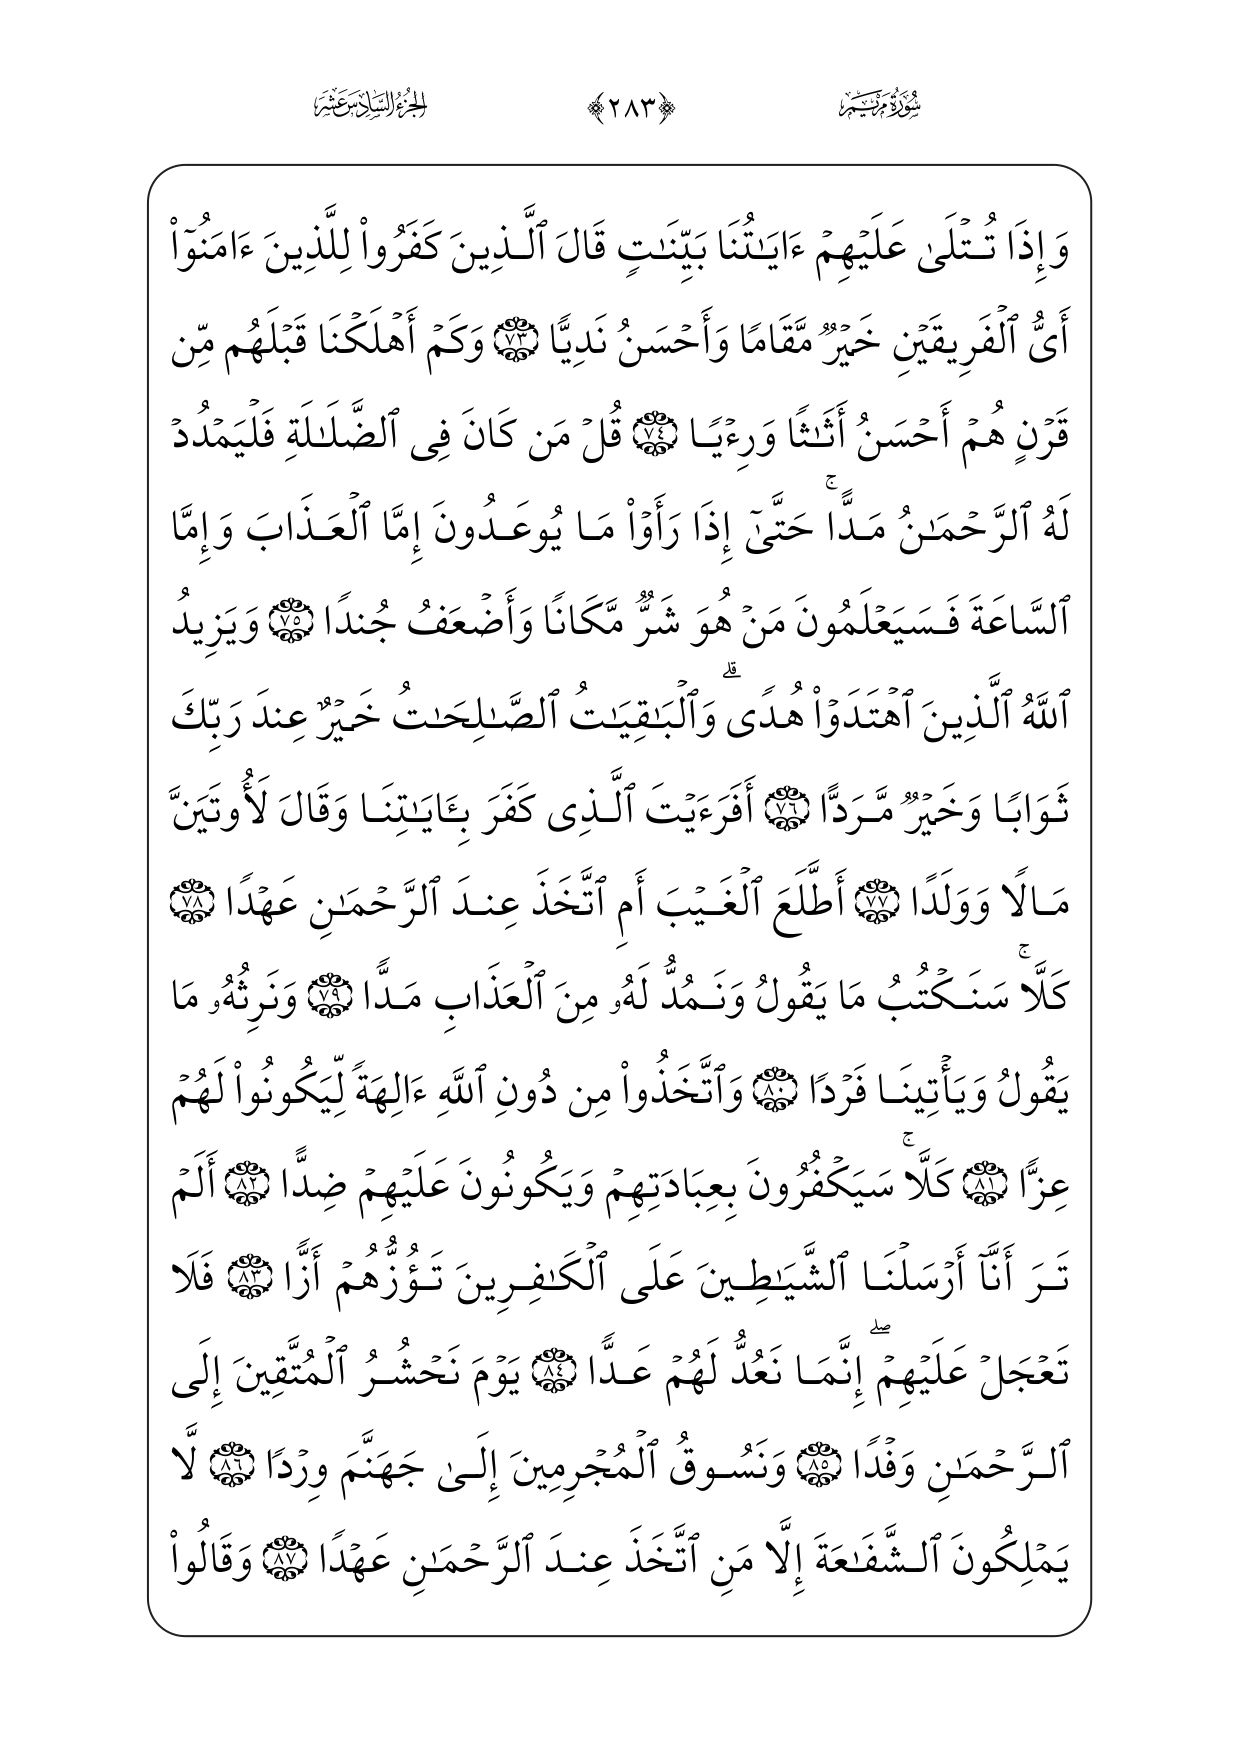 سُورَةُ مَرْيَمَ ﴿٢٨٣﴾ الجُزْءُ السَّادِسَ عَشَرَ
وَإِذَا تُتۡلَىٰ عَلَيۡهِمۡ ءَايَٰتُنَا بَيِّنَٰتٖ قَالَ ٱلَّذِينَ كَفَرُواْ لِلَّذِينَ ءَامَنُوٓاْ
أَيُّ ٱلۡفَرِيقَيۡنِ خَيۡرٞ مَّقَامٗا وَأَحۡسَنُ نَدِيّٗا ٧٣ وَكَمۡ أَهۡلَكۡنَا قَبۡلَهُم مِّن
قَرۡنٍ هُمۡ أَحۡسَنُ أَثَٰثٗا وَرِءۡيٗا ٧٤ قُلۡ مَن كَانَ فِي ٱلضَّلَٰلَةِ فَلۡيَمۡدُدۡ
لَهُ ٱلرَّحۡمَٰنُ مَدًّاۚ حَتَّىٰٓ إِذَا رَأَوۡاْ مَا يُوعَدُونَ إِمَّا ٱلۡعَذَابَ وَإِمَّا
ٱلسَّاعَةَ فَسَيَعۡلَمُونَ مَنۡ هُوَ شَرّٞ مَّكَانٗا وَأَضۡعَفُ جُندٗا ٧٥ وَيَزِيدُ
ٱللَّهُ ٱلَّذِينَ ٱهۡتَدَوۡاْ هُدٗىۗ وَٱلۡبَٰقِيَٰتُ ٱلصَّٰلِحَٰتُ خَيۡرٌ عِندَ رَبِّكَ
ثَوَابٗا وَخَيۡرٞ مَّرَدًّا ٧٦ أَفَرَءَيۡتَ ٱلَّذِي كَفَرَ بِـَٔايَٰتِنَا وَقَالَ لَأُوتَيَنَّ
مَالٗا وَوَلَدًا ٧٧ أَطَّلَعَ ٱلۡغَيۡبَ أَمِ ٱتَّخَذَ عِندَ ٱلرَّحۡمَٰنِ عَهۡدٗا ٧٨
كَلَّاۚ سَنَكۡتُبُ مَا يَقُولُ وَنَمُدُّ لَهُۥ مِنَ ٱلۡعَذَابِ مَدّٗا ٧٩ وَنَرِثُهُۥ مَا
يَقُولُ وَيَأۡتِينَا فَرۡدٗا ٨٠ وَٱتَّخَذُواْ مِن دُونِ ٱللَّهِ ءَالِهَةٗ لِّيَكُونُواْ لَهُمۡ
عِزّٗا ٨١ كَلَّاۚ سَيَكۡفُرُونَ بِعِبَادَتِهِمۡ وَيَكُونُونَ عَلَيۡهِمۡ ضِدًّا ٨٢ أَلَمۡ
تَرَ أَنَّآ أَرۡسَلۡنَا ٱلشَّيَٰطِينَ عَلَى ٱلۡكَٰفِرِينَ تَؤُزُّهُمۡ أَزّٗا ٨٣ فَلَا
تَعۡجَلۡ عَلَيۡهِمۡۖ إِنَّمَا نَعُدُّ لَهُمۡ عَدّٗا ٨٤ يَوۡمَ نَحۡشُرُ ٱلۡمُتَّقِينَ إِلَى
ٱلرَّحۡمَٰنِ وَفۡدٗا ٨٥ وَنَسُوقُ ٱلۡمُجۡرِمِينَ إِلَىٰ جَهَنَّمَ وِرۡدٗا ٨٦ لَّا
يَمۡلِكُونَ ٱلشَّفَٰعَةَ إِلَّا مَنِ ٱتَّخَذَ عِندَ ٱلرَّحۡمَٰنِ عَهۡدٗا ٨٧ وَقَالُواْ